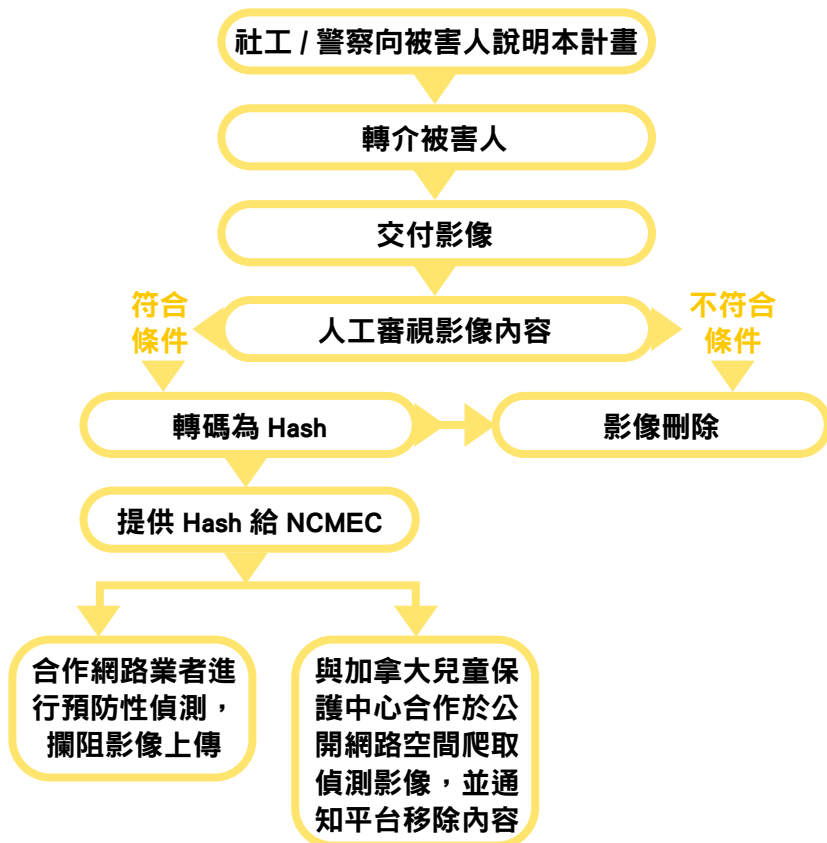 社工 / 警察向被害人說明本計畫
轉介被害人
交付影像
符合
條件
人工審視影像內容
不符合
條件
轉碼為 Hash
影像刪除
提供 Hash 給 NCMEC
合作網路業者進
行預防性偵測，
攔阻影像上傳
與加拿大兒童保
護中心合作於公
開網路空間爬取
偵測影像，並通
知平台移除內容